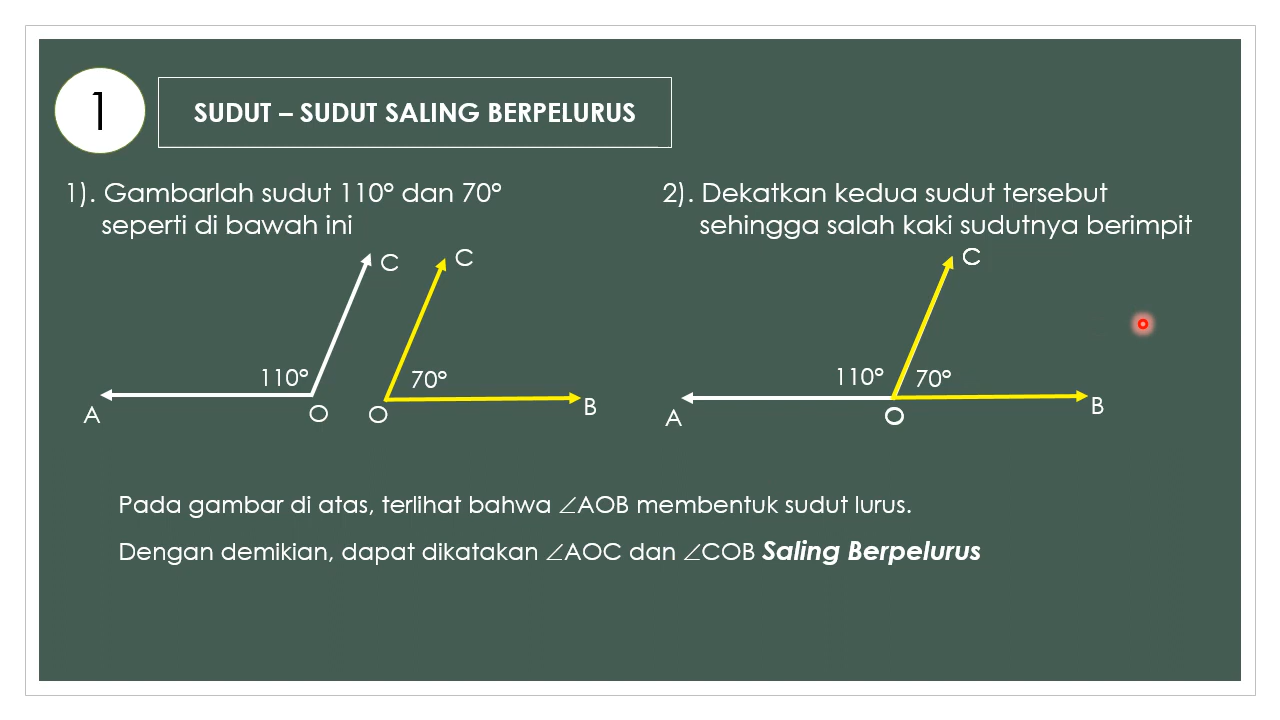 1
SUDUT – SUDUT SALING BERPELURUS
1). Gambarlah sudut 110° dan 70°
seperti di bawah ini
C
C
110°
70°
A
O
O
B
2). Dekatkan kedua sudut tersebut
sehingga salah kaki sudutnya berimpit
C
110°
70°
A
O
B
Pada gambar di atas, terlihat bahwa ∠AOB membentuk sudut lurus.
Dengan demikian, dapat dikatakan ∠AOC dan ∠COB Saling Berpelurus